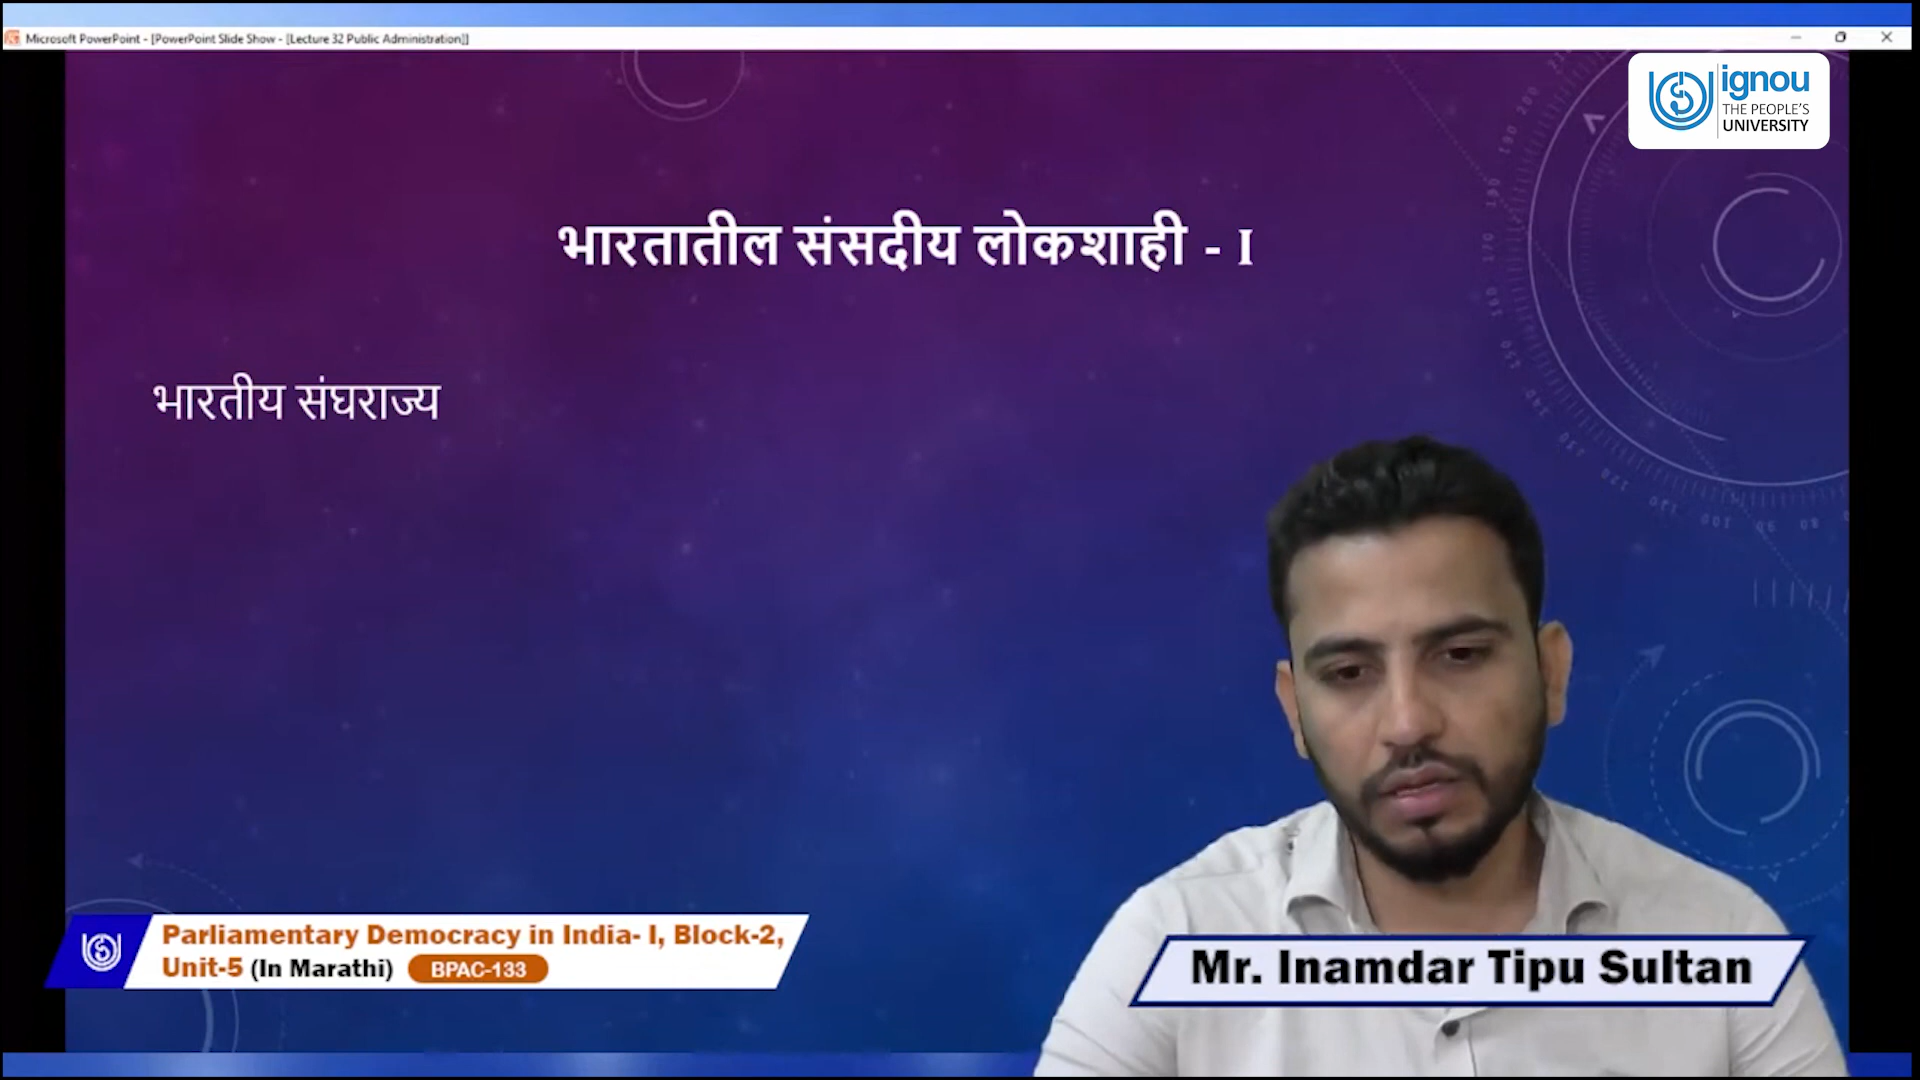 Microsoft PowerPoint - [PowerPoint Slide Show - [Lecture 32 Public Administration]]
ignou
THE PEOPLE'S
UNIVERSITY
भारतातील संसदीय लोकशाही - I
भारतीय संघराज्य
Parliamentary Democracy in India- I, Block-2,
Unit-5 (In Marathi) BPAC-133
Mr. Inamdar Tipu Sultan